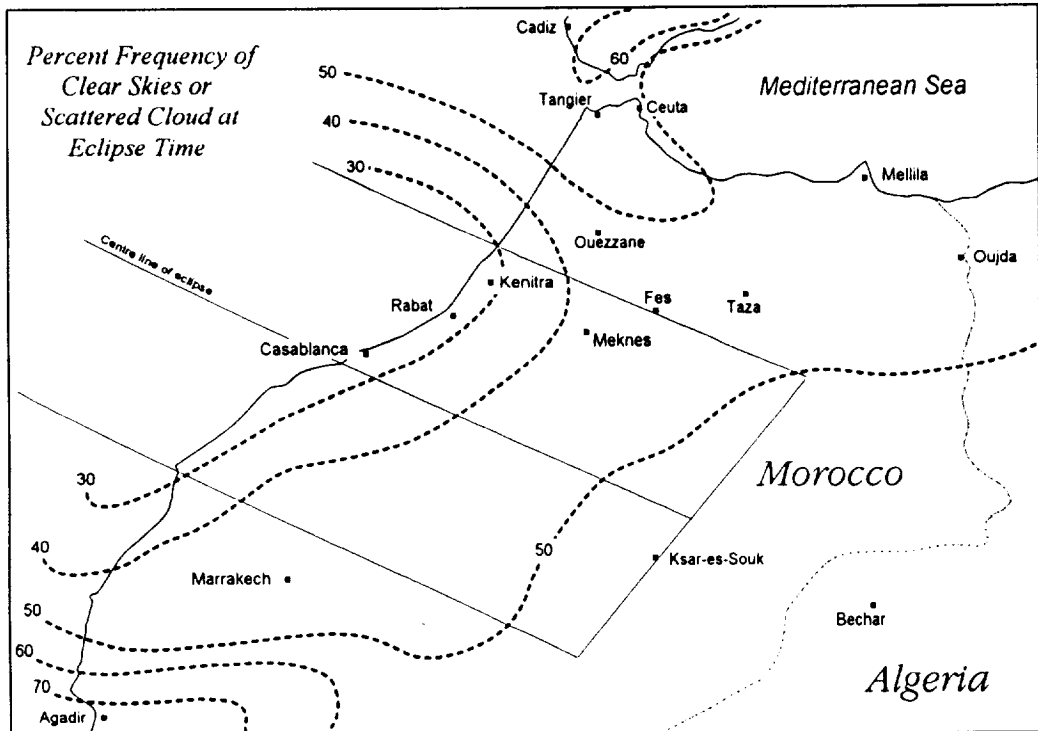 Percent Frequency of
Clear Skies or
Scattered Cloud at
Eclipse Time
Cadiz
60
50
Mediterranean Sea
Tangier
Ceuta
40
30
Mellila
Ouezzane
Centre line of eclipse
Oujda
Kenitra
Fes
Taza
Rabat
Meknes
Casablanca
Morocco
30
40
50
Ksar-es-Souk
Marrakech
Bechar
50
60
Algeria
70
Agadir